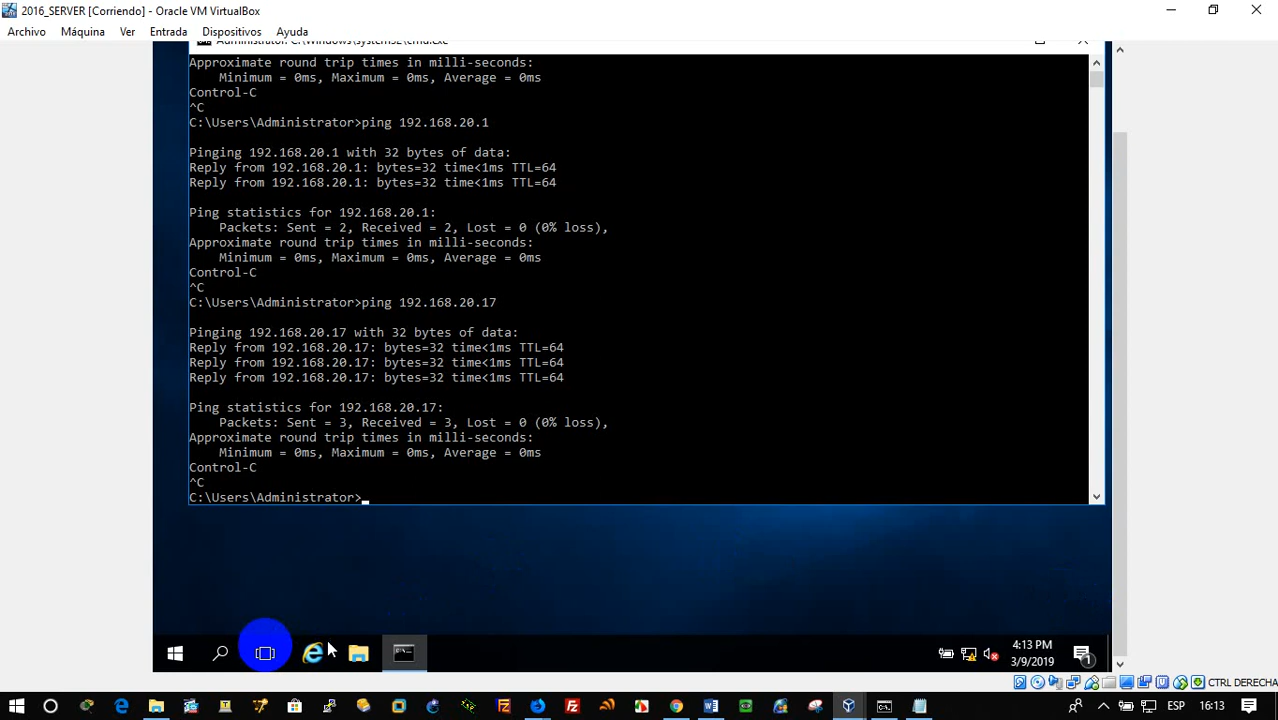 2016_SERVER [Corriendo] - Oracle VM VirtualBox
Archivo Máquina Ver Entrada Dispositivos Ayuda
Administrator: C:\Windows\system32\cmd.exe
Approximate round trip times in milli-seconds:
Minimum = 0ms, Maximum = 0ms, Average = 0ms
Control-C
^C
C:\Users\Administrator>ping 192.168.20.1
Pinging 192.168.20.1 with 32 bytes of data:
Reply from 192.168.20.1: bytes=32 time<1ms TTL=64
Reply from 192.168.20.1: bytes=32 time<1ms TTL=64
Ping statistics for 192.168.20.1:
Packets: Sent = 2, Received = 2, Lost = 0 (0% loss),
Approximate round trip times in milli-seconds:
Minimum = 0ms, Maximum = 0ms, Average = 0ms
Control-C
^C
C:\Users\Administrator>ping 192.168.20.17
Pinging 192.168.20.17 with 32 bytes of data:
Reply from 192.168.20.17: bytes=32 time<1ms TTL=64
Reply from 192.168.20.17: bytes=32 time<1ms TTL=64
Reply from 192.168.20.17: bytes=32 time<1ms TTL=64
Ping statistics for 192.168.20.17:
Packets: Sent = 3, Received = 3, Lost = 0 (0% loss),
Approximate round trip times in milli-seconds:
Minimum = 0ms, Maximum = 0ms, Average = 0ms
Control-C
^C
C:\Users\Administrator>
4:13 PM
3/9/2019
1
CTRL DERECHA
ESP 16:13